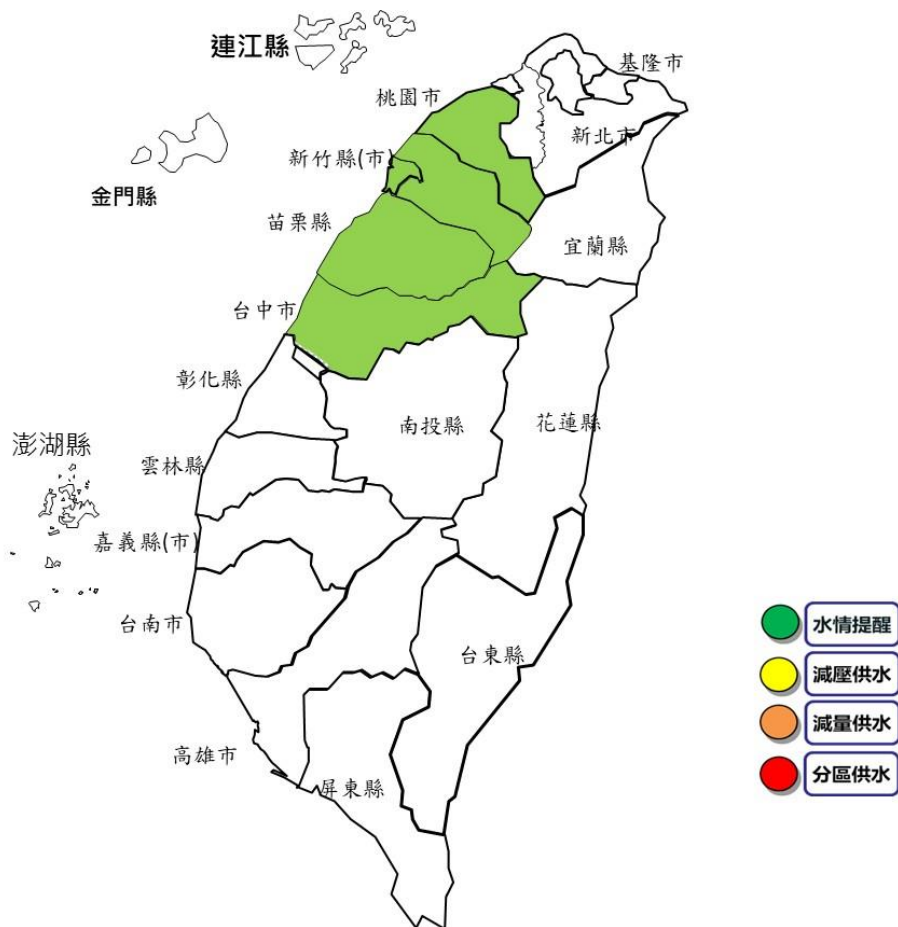 連江縣
基隆市
桃園市
新北市
新竹縣(市)
金門縣
苗栗縣
宜蘭縣
台中市
彰化縣
南投縣
花蓮縣
澎湖縣
雲林縣
嘉義縣(市)
台南市
台東縣
高雄市
屏東縣
水情提醒
減壓供水
減量供水
分區供水